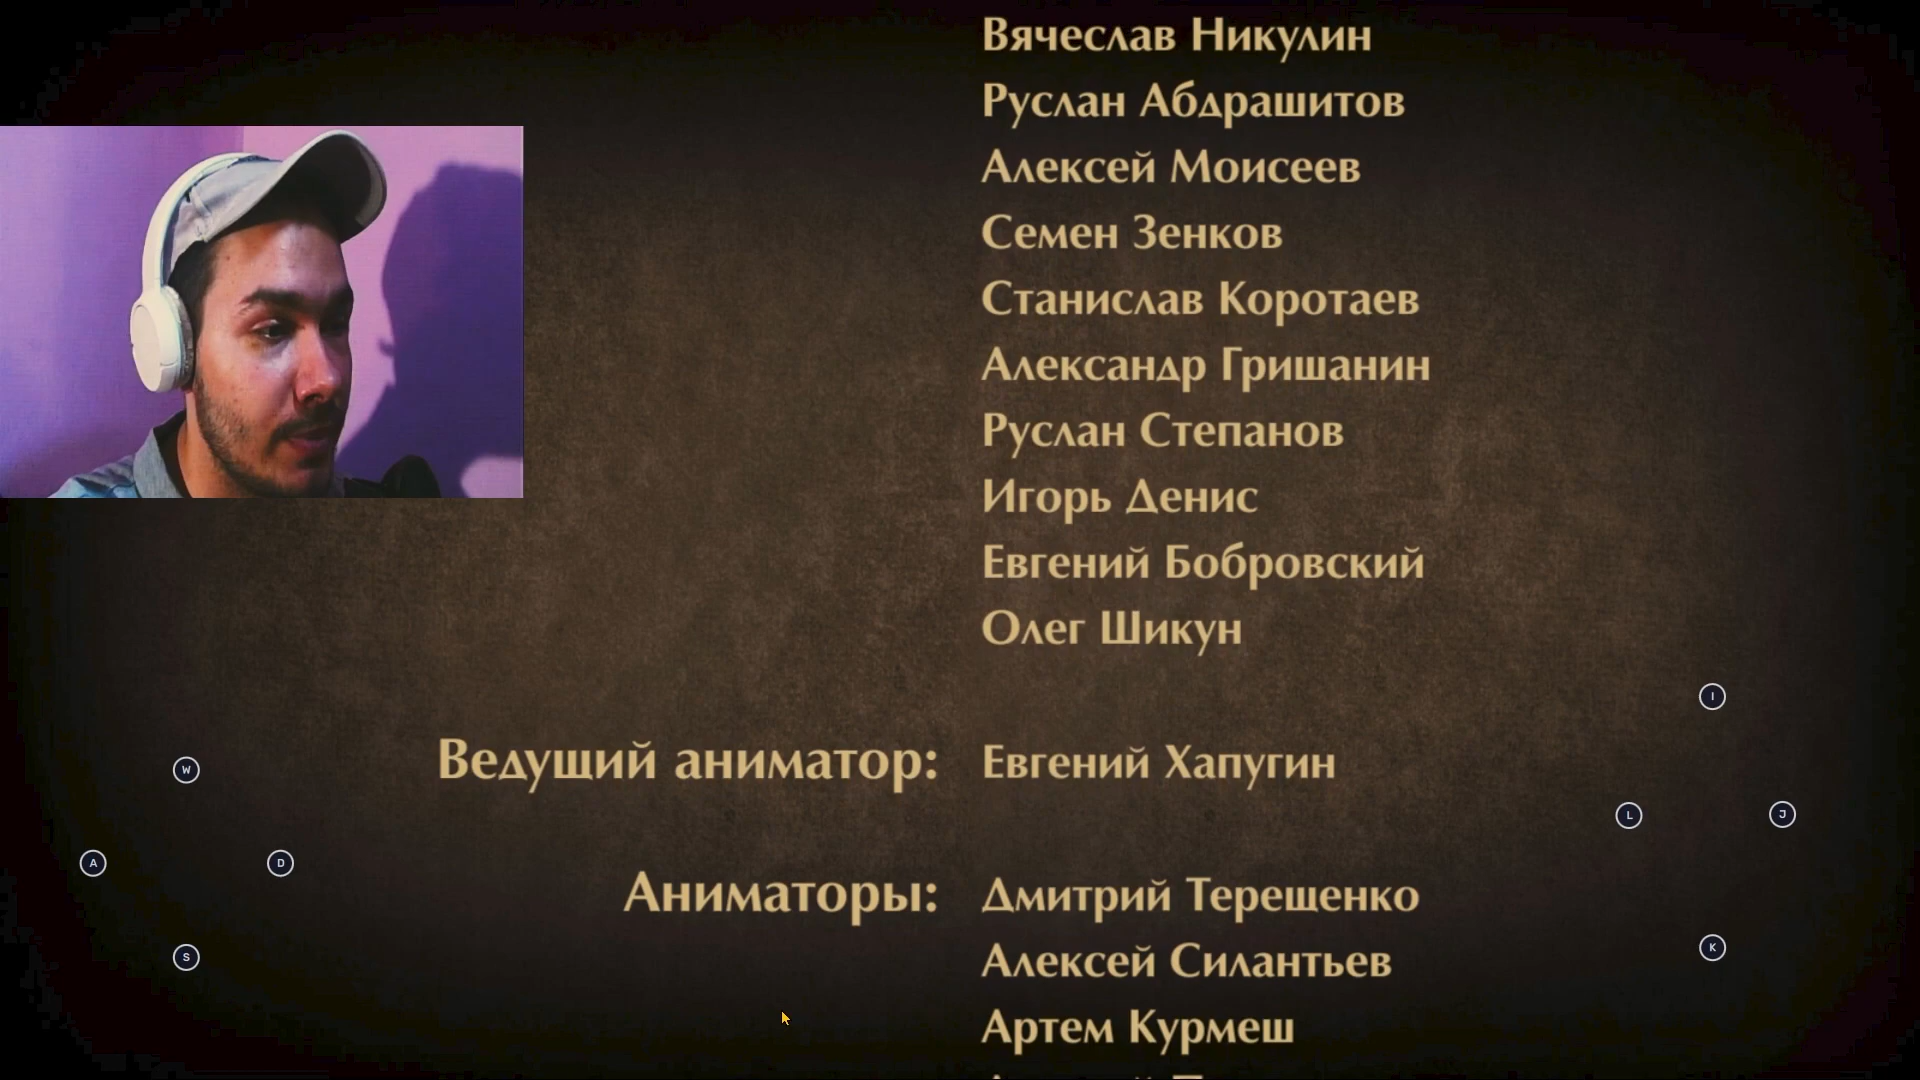 Вячеслав Никулин
Руслан Абдрашитов
Алексей Моисеев
Семен Зенков
Станислав Коротаев
Александр Гришанин
Руслан Степанов
Игорь Денис
Евгений Бобровский
Олег Шикун
I
Ведущий аниматор: Евгений Хапугин
W
L J
A D
Аниматоры: Дмитрий Терещенко
S
K
Алексей Силантьев
Артем Курмеш